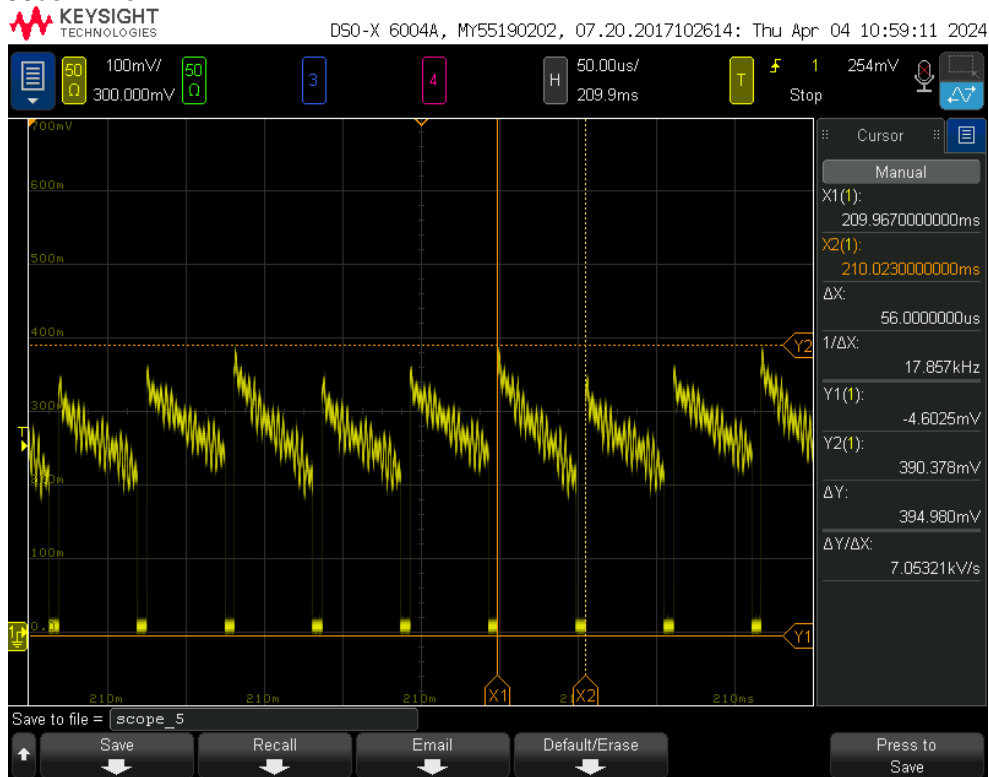 KEYSIGHT
TECHNOLOGIES
DSO-X 6004A, MY55190202, 07.20.2017102614: Thu Apr 04 10:59:11 2024
50 Ω 100mV/ 300.000mV
50 Ω
3
4
H 50.00us/ 209.9ms
T 1 254mV Stop
700mV
600m
500m
400m
300m
100m
210m 210m 210m 210ms
Y2
Y1
X1 X2
T
Cursor
Manual
X1(1):
209.9670000000ms
X2(1):
210.0230000000ms
ΔX:
56.0000000us
1/ΔX:
17.857kHz
Y1(1):
-4.6025mV
Y2(1):
390.378mV
ΔY:
394.980mV
ΔY/ΔX:
7.05321kV/s
Save to file = scope_5
Save Recall Email Default/Erase Press to Save